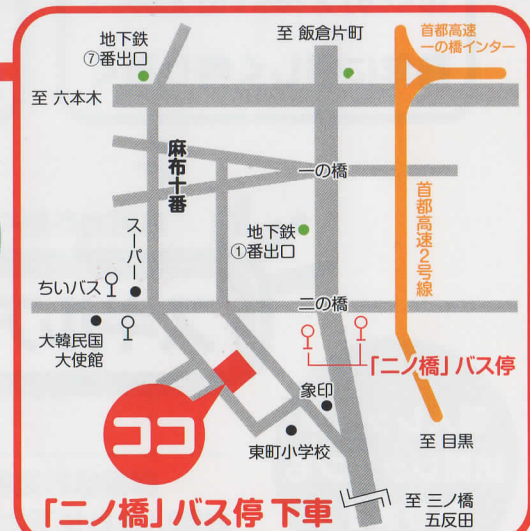 地下鉄
⑦番出口
至 飯倉片町
首都高速
一の橋インター
至 六本木
麻布十番
一の橋
首都高速2号線
地下鉄
①番出口
スーパー
ちいバス
二の橋
大韓民国
大使館
「二ノ橋」バス停
象印
ココ
東町小学校
至 目黒
「二ノ橋」バス停 下車
至 三ノ橋
五反田